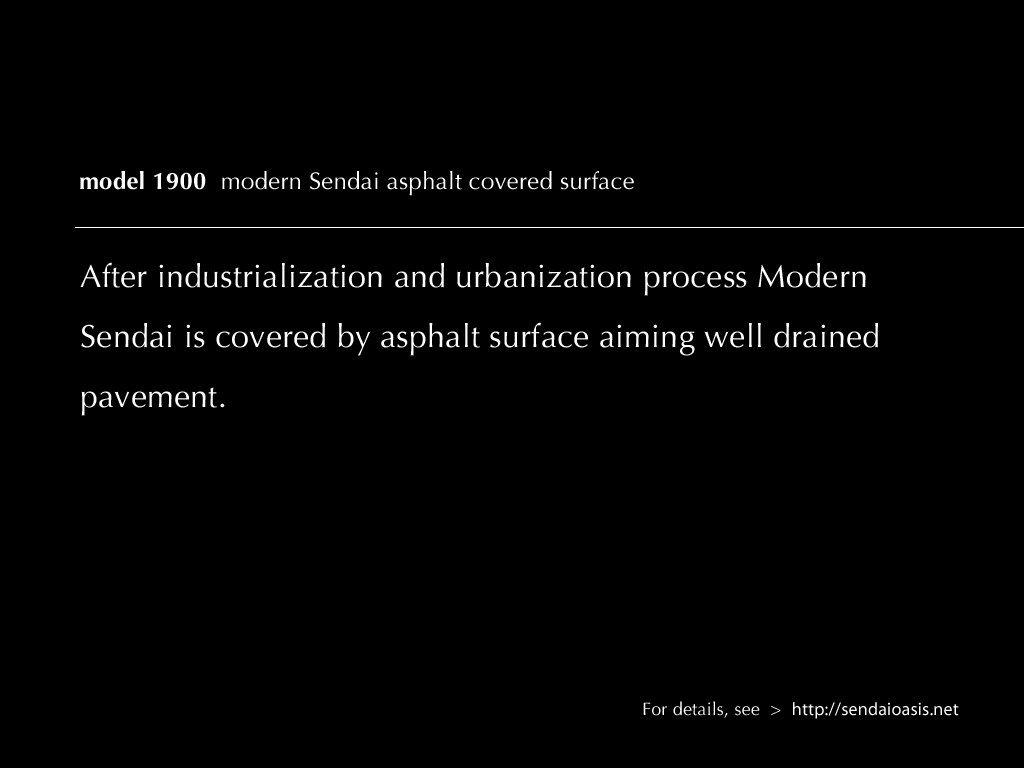 model 1900 modern Sendai asphalt covered surface
After industrialization and urbanization process Modern
Sendai is covered by asphalt surface aiming well drained
pavement.
For details, see > http://sendaioasis.net